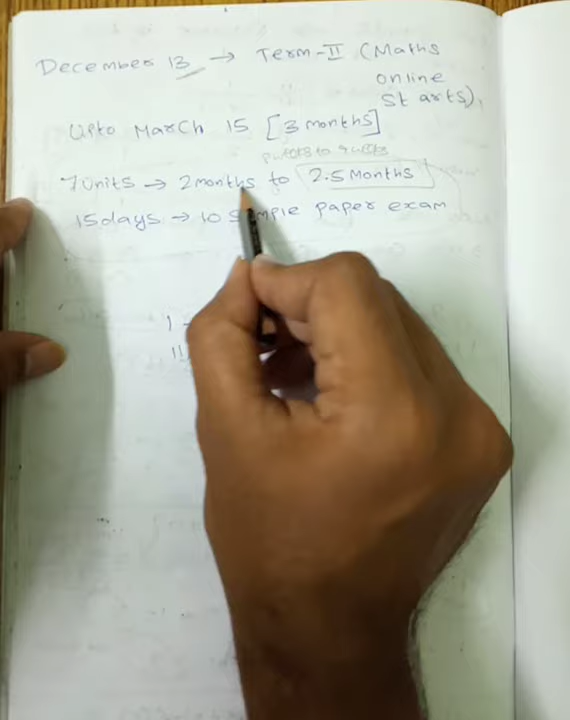 December 13 → Term-II (Maths
online
Starts),
Upto March 15 [3 months]
7 units → 2 months to 2.5 Months
15 days → 10 Sample paper exam
I -
II